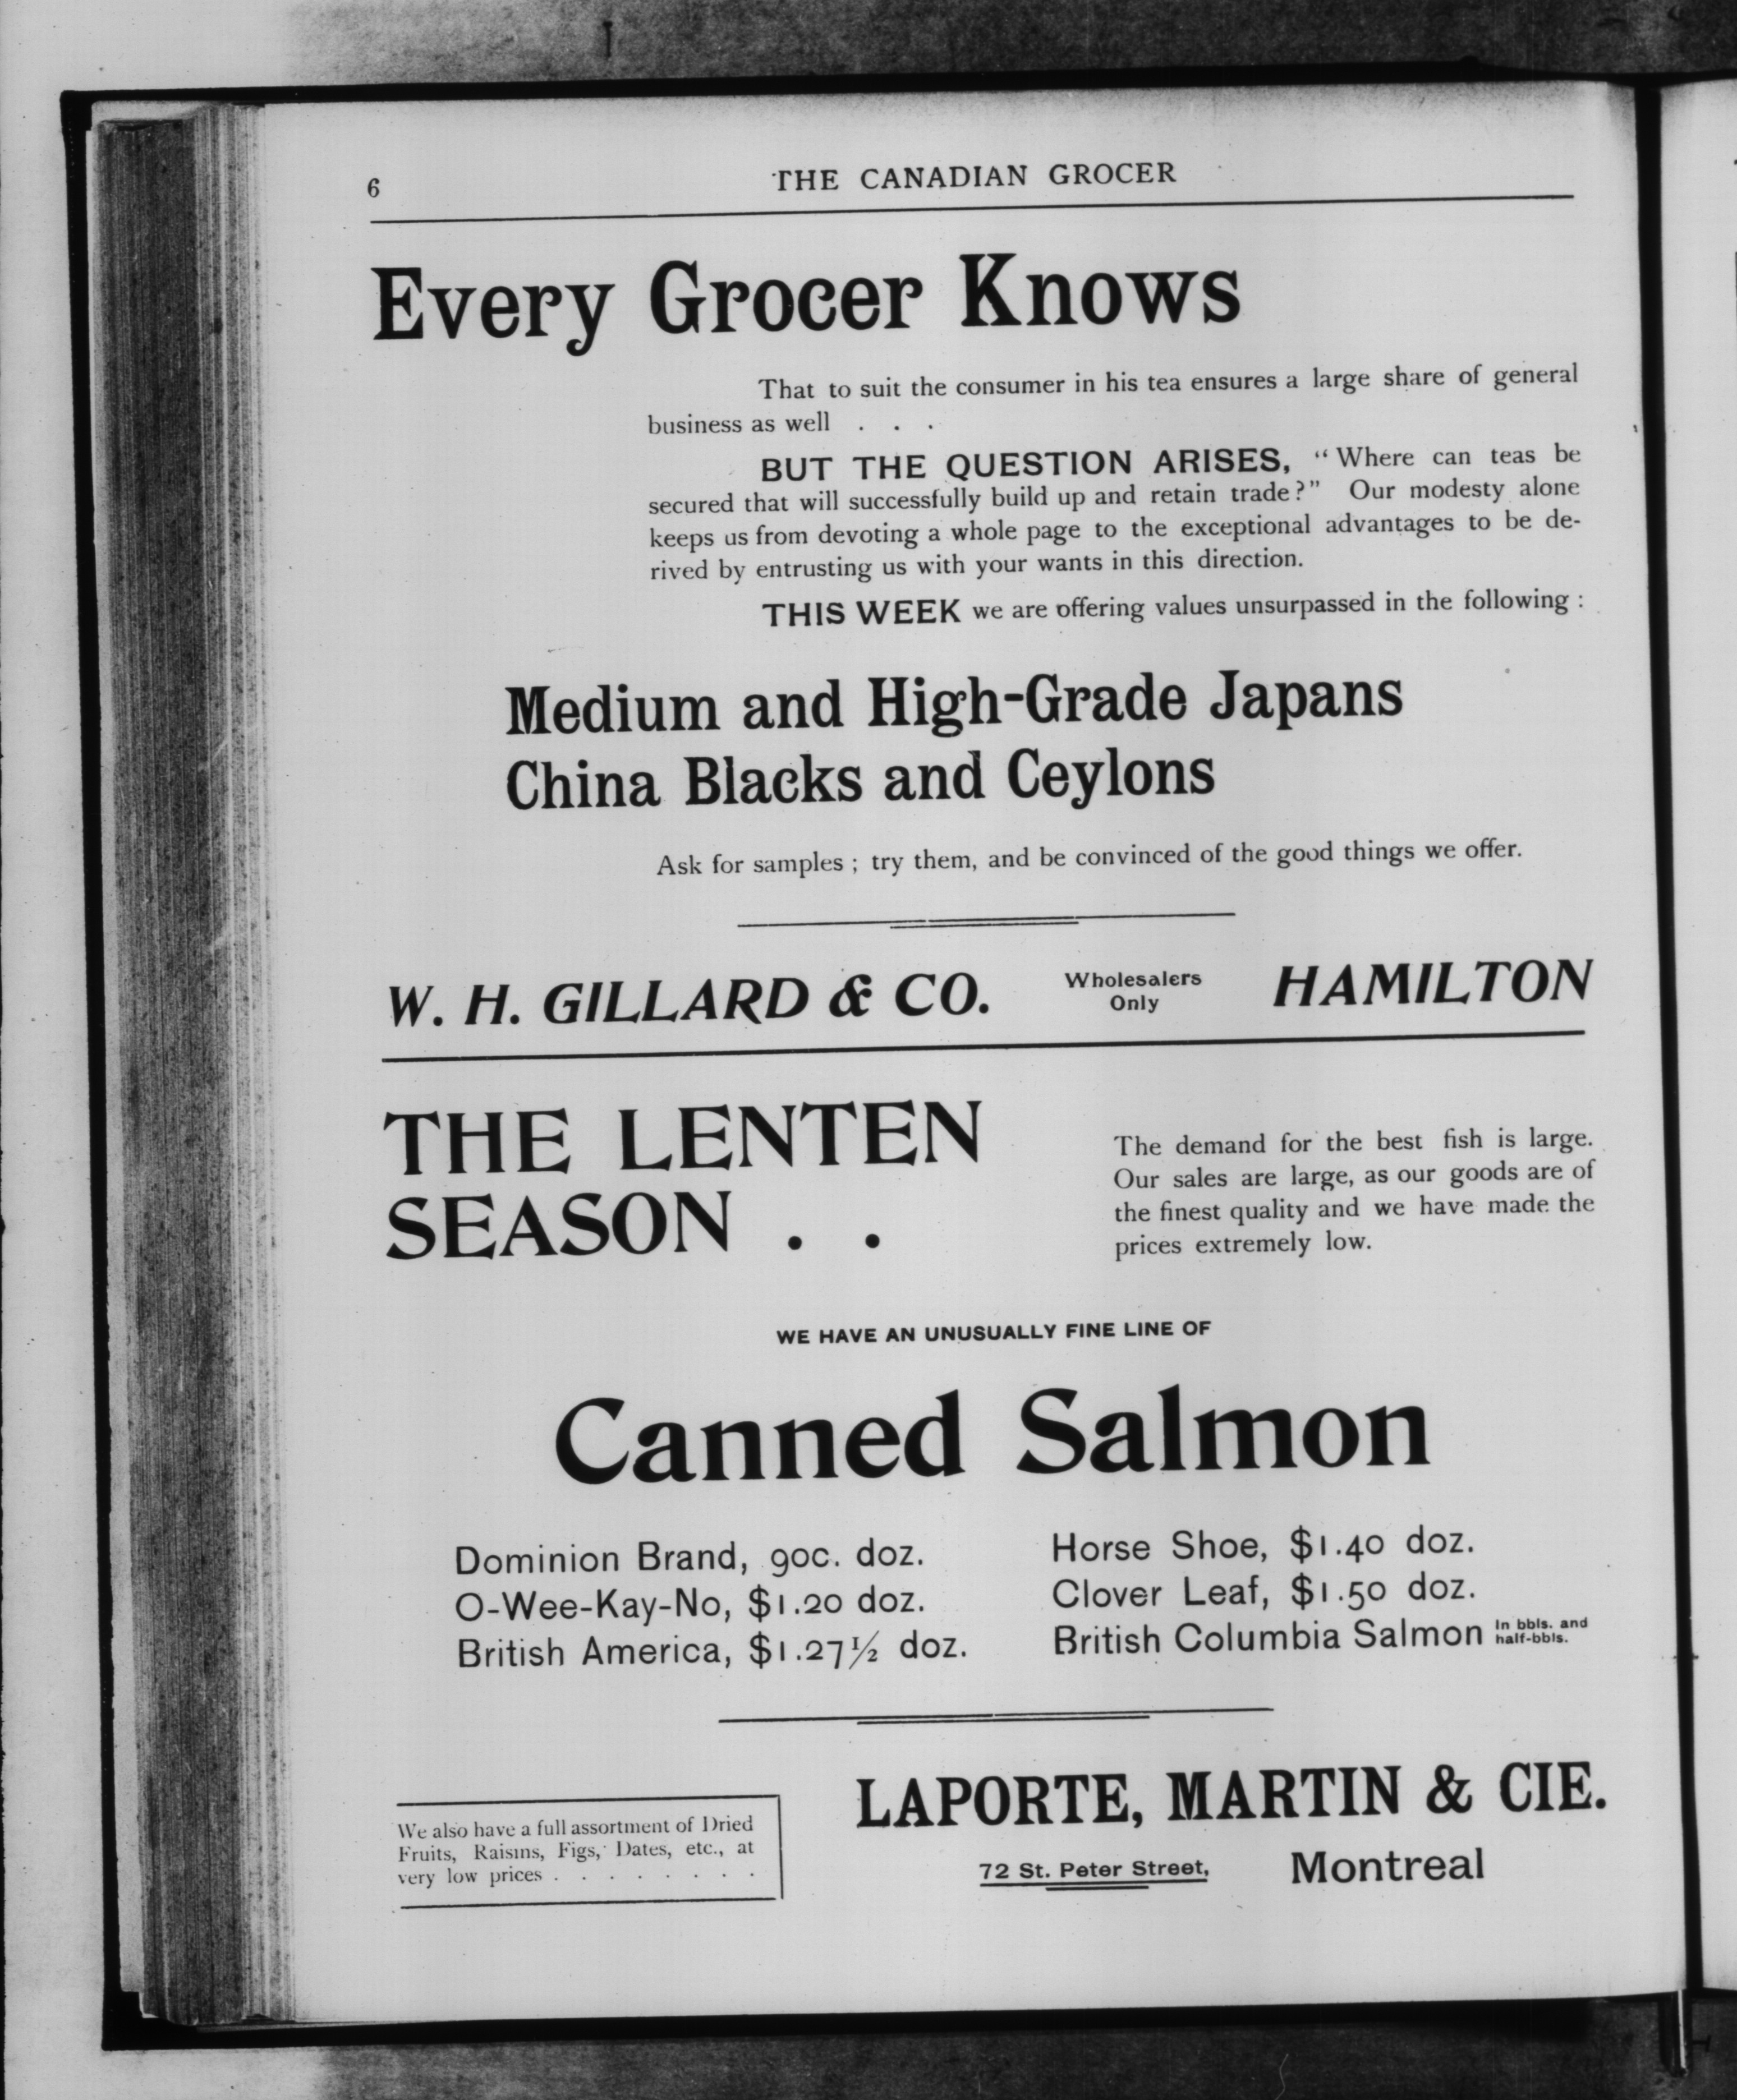 6
THE CANADIAN GROCER
Every Grocer Knows
That to suit the consumer in his tea ensures a large share of general
business as well . . .
BUT THE QUESTION ARISES, "Where can teas be
secured that will successfully build up and retain trade?" Our modesty alone
keeps us from devoting a whole page to the exceptional advantages to be de-
rived by entrusting us with your wants in this direction.
THIS WEEK we are offering values unsurpassed in the following :
Medium and High-Grade Japans
China Blacks and Ceylons
Ask for samples ; try them, and be convinced of the good things we offer.
W. H. GILLARD & CO. Wholesalers Only HAMILTON
THE LENTEN
SEASON . .
The demand for the best fish is large.
Our sales are large, as our goods are of
the finest quality and we have made the
prices extremely low.
WE HAVE AN UNUSUALLY FINE LINE OF
Canned Salmon
Dominion Brand, 90c. doz.
O-Wee-Kay-No, $1.20 doz.
British America, $1.27½ doz.
Horse Shoe, $1.40 doz.
Clover Leaf, $1.50 doz.
British Columbia Salmon In bbls. and half-bbls.
We also have a full assortment of Dried
Fruits, Raisins, Figs, Dates, etc., at
very low prices . . . . . . . .
LAPORTE, MARTIN & CIE.
72 St. Peter Street, Montreal